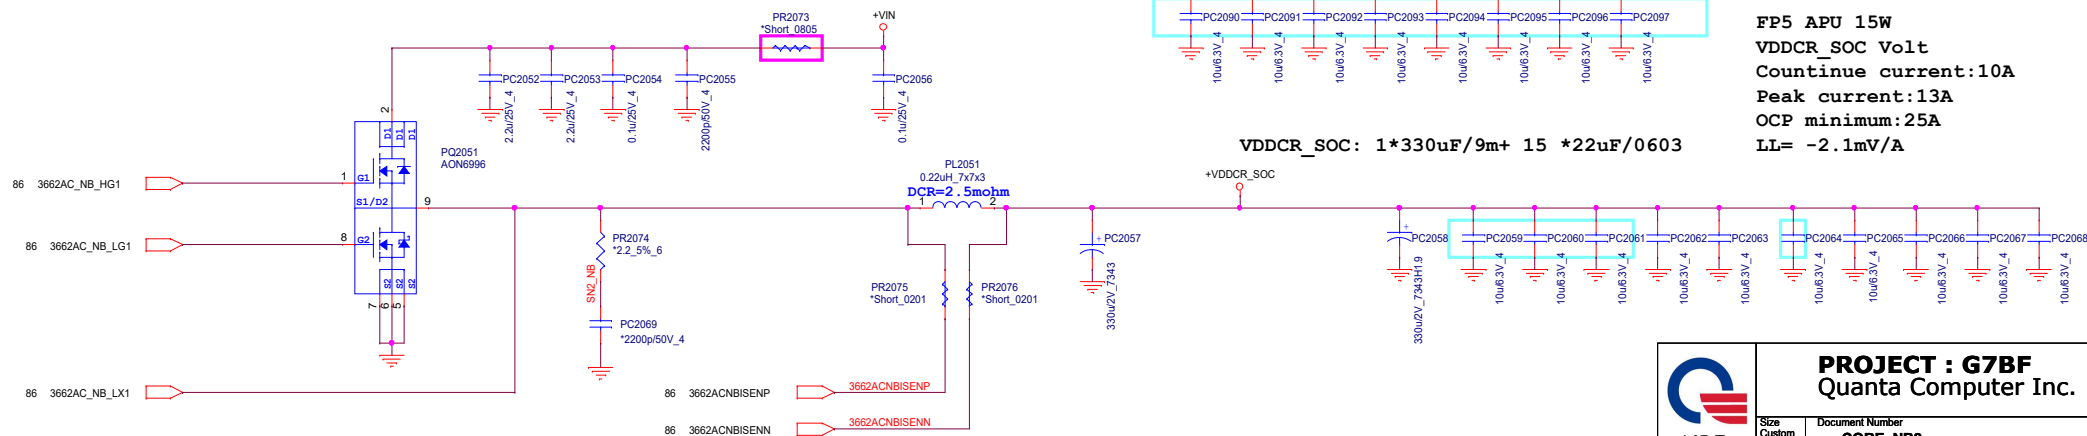 PR2073
*Short_0805
+VIN
PC2090
PC2091
PC2092
PC2093
PC2094
PC2095
PC2096
PC2097
10u/6.3V_4
10u/6.3V_4
10u/6.3V_4
10u/6.3V_4
10u/6.3V_4
10u/6.3V_4
10u/6.3V_4
10u/6.3V_4
FP5 APU 15W
VDDCR_SOC Volt
Countinue current:10A
Peak current:13A
OCP minimum:25A
LL= -2.1mV/A
PC2052
PC2053
PC2054
PC2055
PC2056
2.2u/25V_4
2.2u/25V_4
0.1u/25V_4
2200p/50V_4
0.1u/25V_4
2
D1
D1
D1
PQ2051
AON6996
VDDCR_SOC: 1*330uF/9m+ 15 *22uF/0603
86 3662AC_NB_HG1
1
G1
S1/D2
9
PL2051
0.22uH_7x7x3
DCR=2.5mohm
1
2
+VDDCR_SOC
86 3662AC_NB_LG1
8
G2
S2
S2
S2
7
6
5
PR2074
*2.2_5%_6
SN2_NB
PC2069
*2200p/50V_4
PR2075
*Short_0201
PR2076
*Short_0201
+
PC2057
330u/2V_7343
+
PC2058
330u/2V_7343H1.9
PC2059
PC2060
PC2061
PC2062
PC2063
PC2064
PC2065
PC2066
PC2067
PC2068
10u/6.3V_4
10u/6.3V_4
10u/6.3V_4
10u/6.3V_4
10u/6.3V_4
10u/6.3V_4
10u/6.3V_4
10u/6.3V_4
10u/6.3V_4
10u/6.3V_4
86 3662AC_NB_LX1
86 3662ACNBISENP
3662ACNBISENP
86 3662ACNBISENN
3662ACNBISENN
PROJECT : G7BF
Quanta Computer Inc.
Size
Custom
Document Number